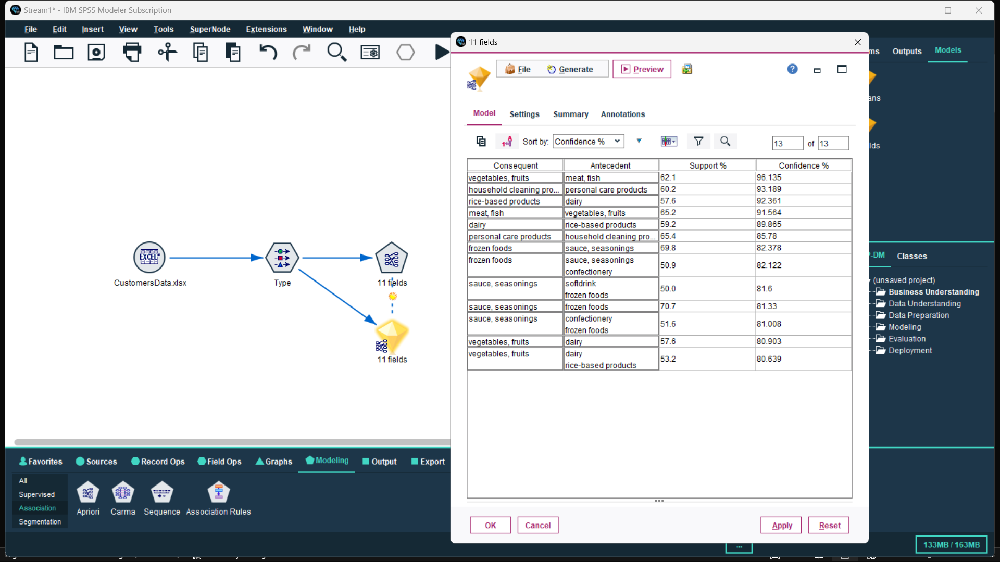 Stream1* - IBM SPSS Modeler Subscription
File Edit Insert View Tools SuperNode Extensions Window Help
11 fields
Outputs Models
File Generate Preview
Model Settings Summary Annotations
Sort by: Confidence % 13 of 13
Consequent Antecedent Support % Confidence %
vegetables, fruits meat, fish 62.1 96.135
household cleaning pro... personal care products 60.2 93.189
rice-based products dairy 57.6 92.361
meat, fish vegetables, fruits 65.2 91.564
dairy rice-based products 59.2 89.865
personal care products household cleaning pro... 65.4 85.78
frozen foods sauce, seasonings 69.8 82.378
frozen foods sauce, seasonings
confectionery 50.9 82.122
sauce, seasonings softdrink
frozen foods 50.0 81.6
sauce, seasonings frozen foods 70.7 81.33
sauce, seasonings confectionery
frozen foods 51.6 81.008
vegetables, fruits dairy 57.6 80.903
vegetables, fruits dairy
rice-based products 53.2 80.639
OK Cancel Apply Reset
EXCEL
CustomersData.xlsx Type 11 fields
11 fields
-DM Classes
(unsaved project)
Business Understanding
Data Understanding
Data Preparation
Modeling
Evaluation
Deployment
Favorites Sources Record Ops Field Ops Graphs Modeling Output Export
All
Supervised
Association
Segmentation
Apriori Carma Sequence Association Rules
133MB / 163MB